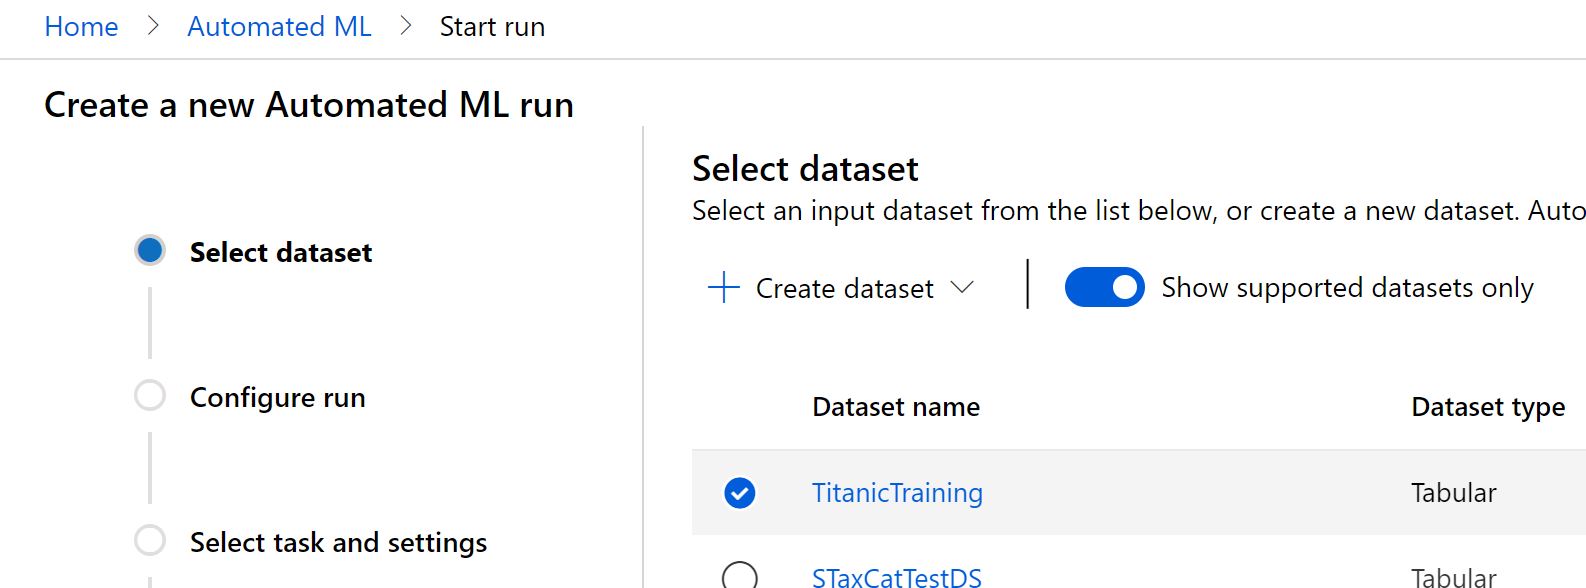 Home > Automated ML > Start run
Create a new Automated ML run
Select dataset
Configure run
Select task and settings
Select dataset
Select an input dataset from the list below, or create a new dataset. Auto
Create dataset
Show supported datasets only
Dataset name Dataset type
TitanicTraining Tabular
STaxCatTestDS Tabular